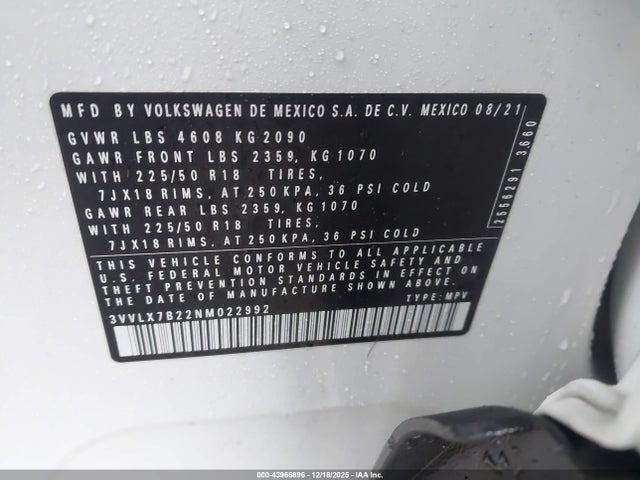 MFD BY VOLKSWAGEN DE MEXICO S.A. DE C.V. MEXICO 08/21
GVWR LBS 4608 KG 2090
GAWR FRONT LBS 2359, KG 1070
WITH 225/50 R18 TIRES,
7JX18 RIMS, AT 250 KPA, 36 PSI COLD
GAWR REAR LBS 2359, KG 1070
WITH 225/50 R18 TIRES,
7JX18 RIMS, AT 250 KPA, 36 PSI COLD
THIS VEHICLE CONFORMS TO ALL APPLICABLE
U.S. FEDERAL MOTOR VEHICLE SAFETY AND
THEFT PREVENTION STANDARDS IN EFFECT ON
THE DATE OF MANUFACTURE SHOWN ABOVE.
3VVLX7B22NM022992 TYPE: MPV
2556291 3.660
000-43966896 - 12/18/2025 - IAA Inc.